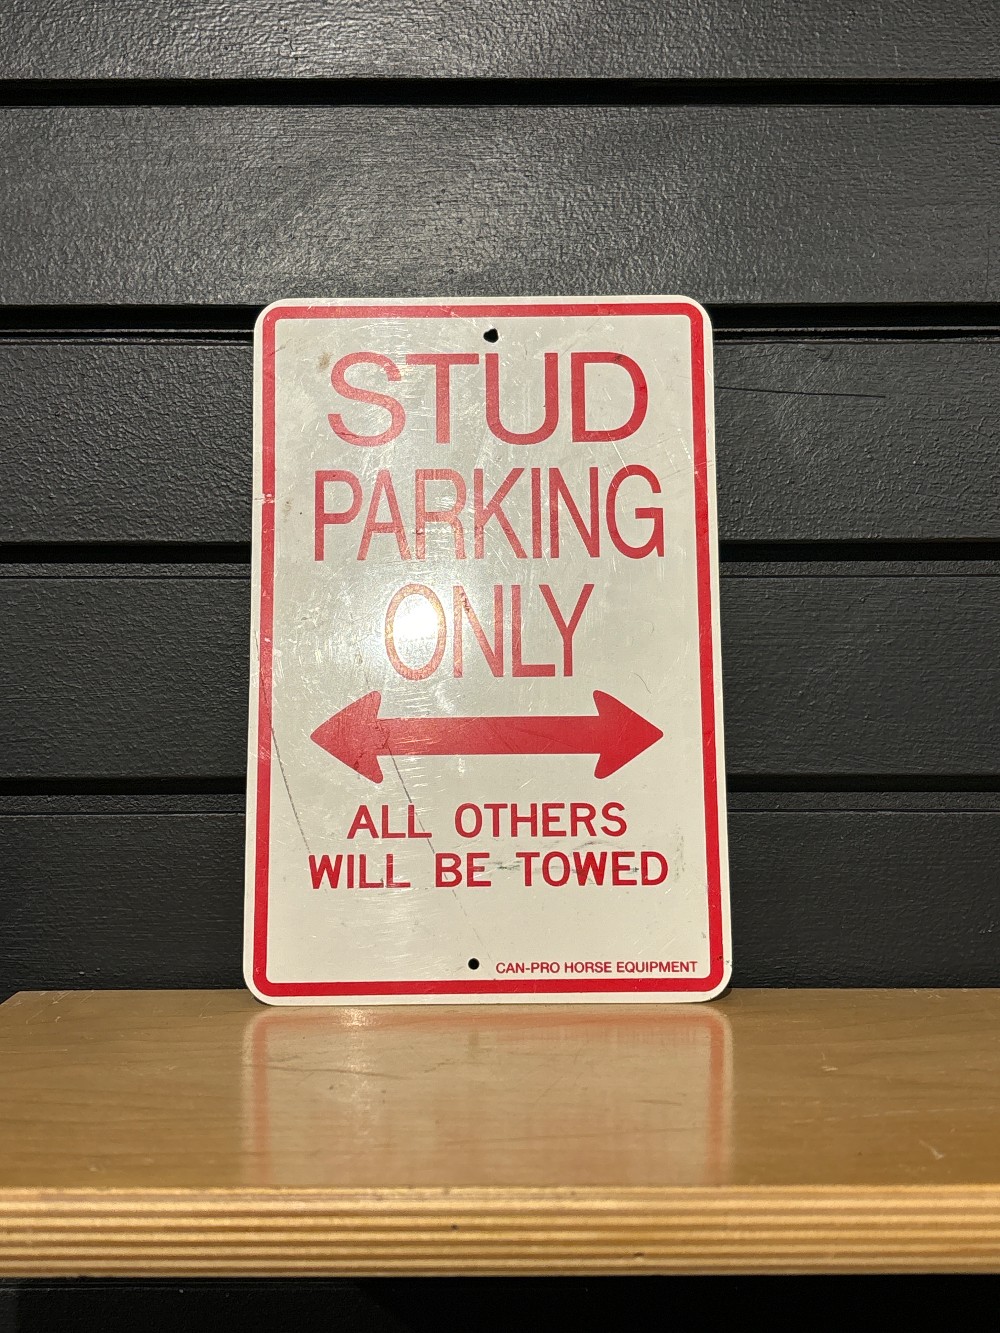 STUD
PARKING
ONLY
ALL OTHERS
WILL BE TOWED
CAN-PRO HORSE EQUIPMENT